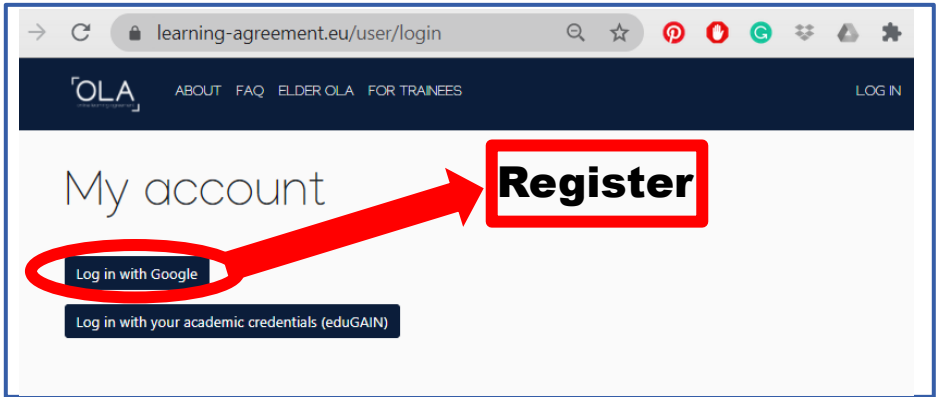 learning-agreement.eu/user/login
OLA
online learning agreement
ABOUT FAQ ELDER OLA FOR TRAINEES LOG IN
My account
Register
Log in with Google
Log in with your academic credentials (eduGAIN)